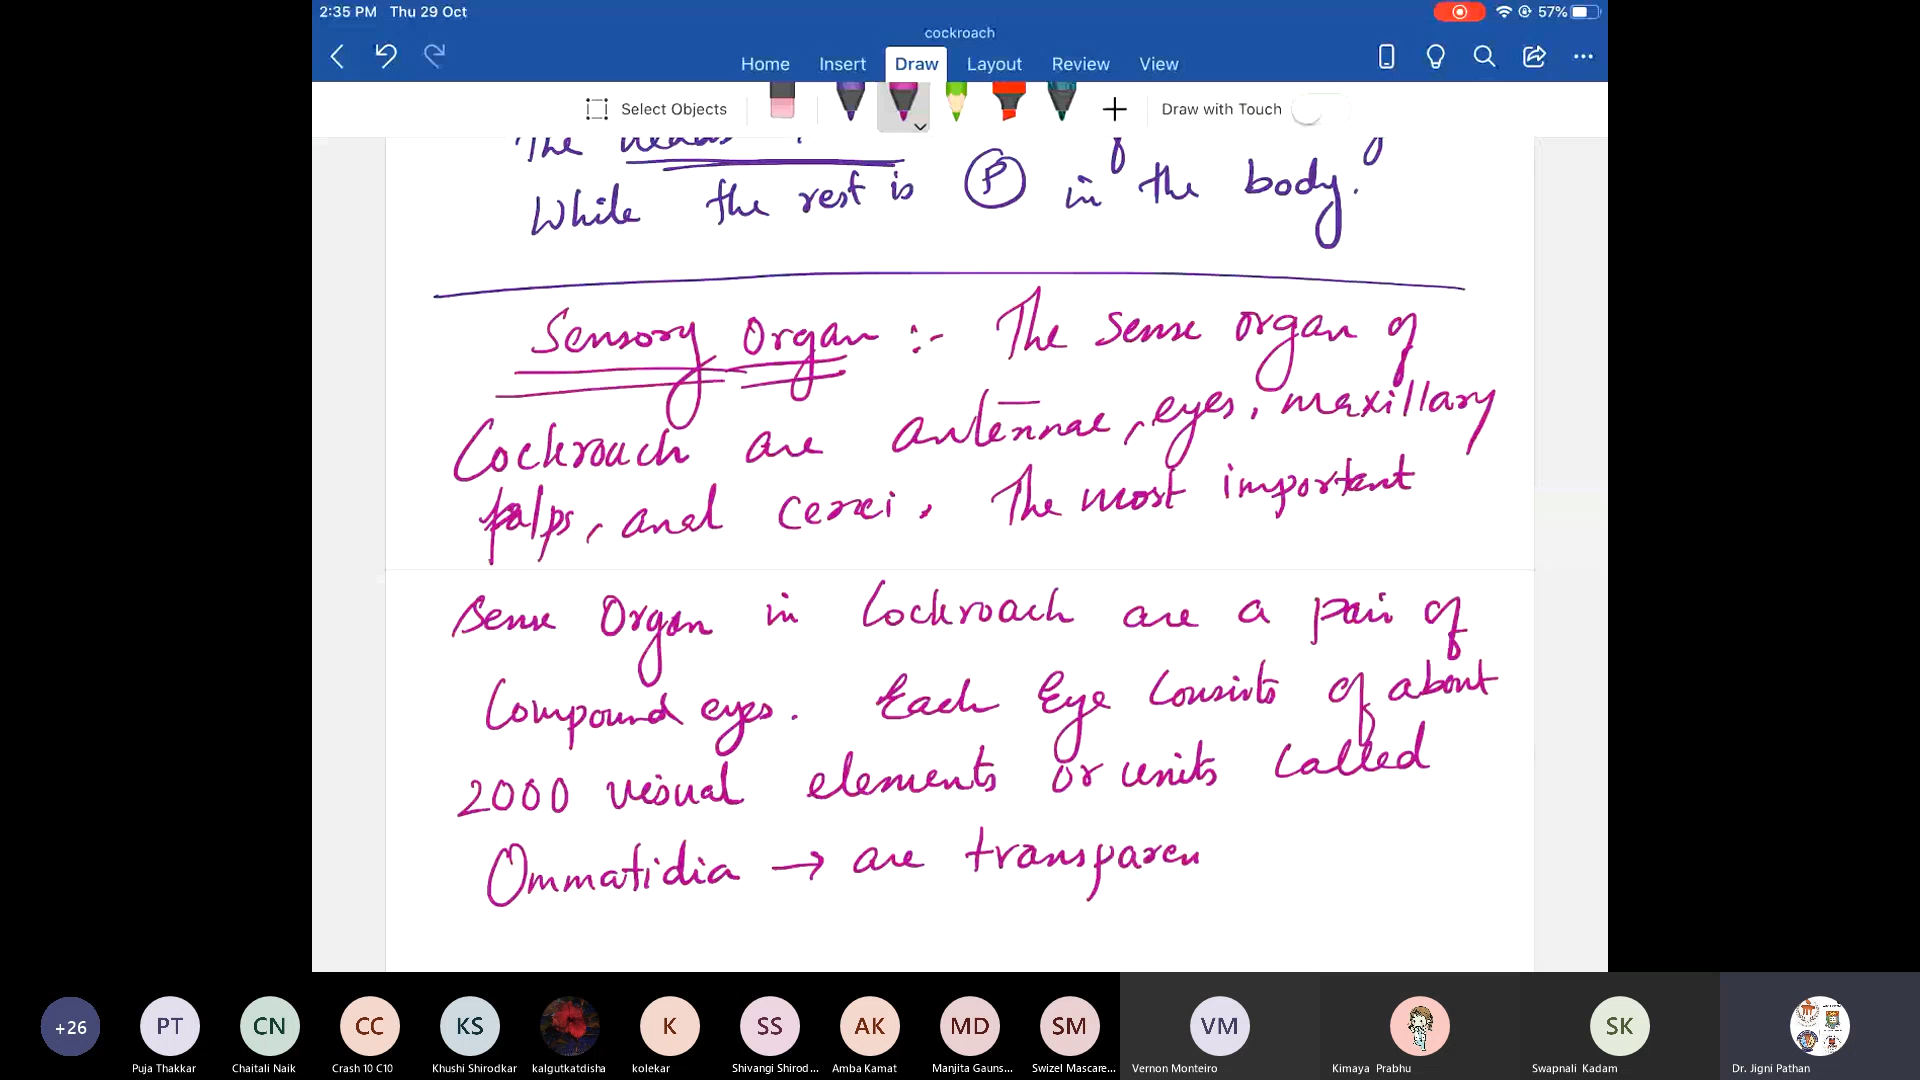 2:35 PM Thu 29 Oct
57%
cockroach
Home Insert Draw Layout Review View
Select Objects
Draw with Touch
The
While the rest is P in the body.
Sensory Organ :- The sense organ of
Cockroach are antennae, eyes, maxillary
palps, and cerci. The most important
sense Organ in Cockroach are a pair of
Compound eyes. Each Eye Consists of about
2000 visual elements or units called
Ommatidia → are transparen
+26
PT
CN
CC
KS
K
SS
AK
MD
SM
VM
SK
Puja Thakkar
Chaitali Naik
Crash 10 C10
Khushi Shirodkar
kalgutkatdisha
kolekar
Shivangi Shirod...
Amba Kamat
Manjita Gauns...
Swizel Mascare...
Vernon Monteiro
Kimaya Prabhu
Swapnali Kadam
Dr. Jigni Pathan